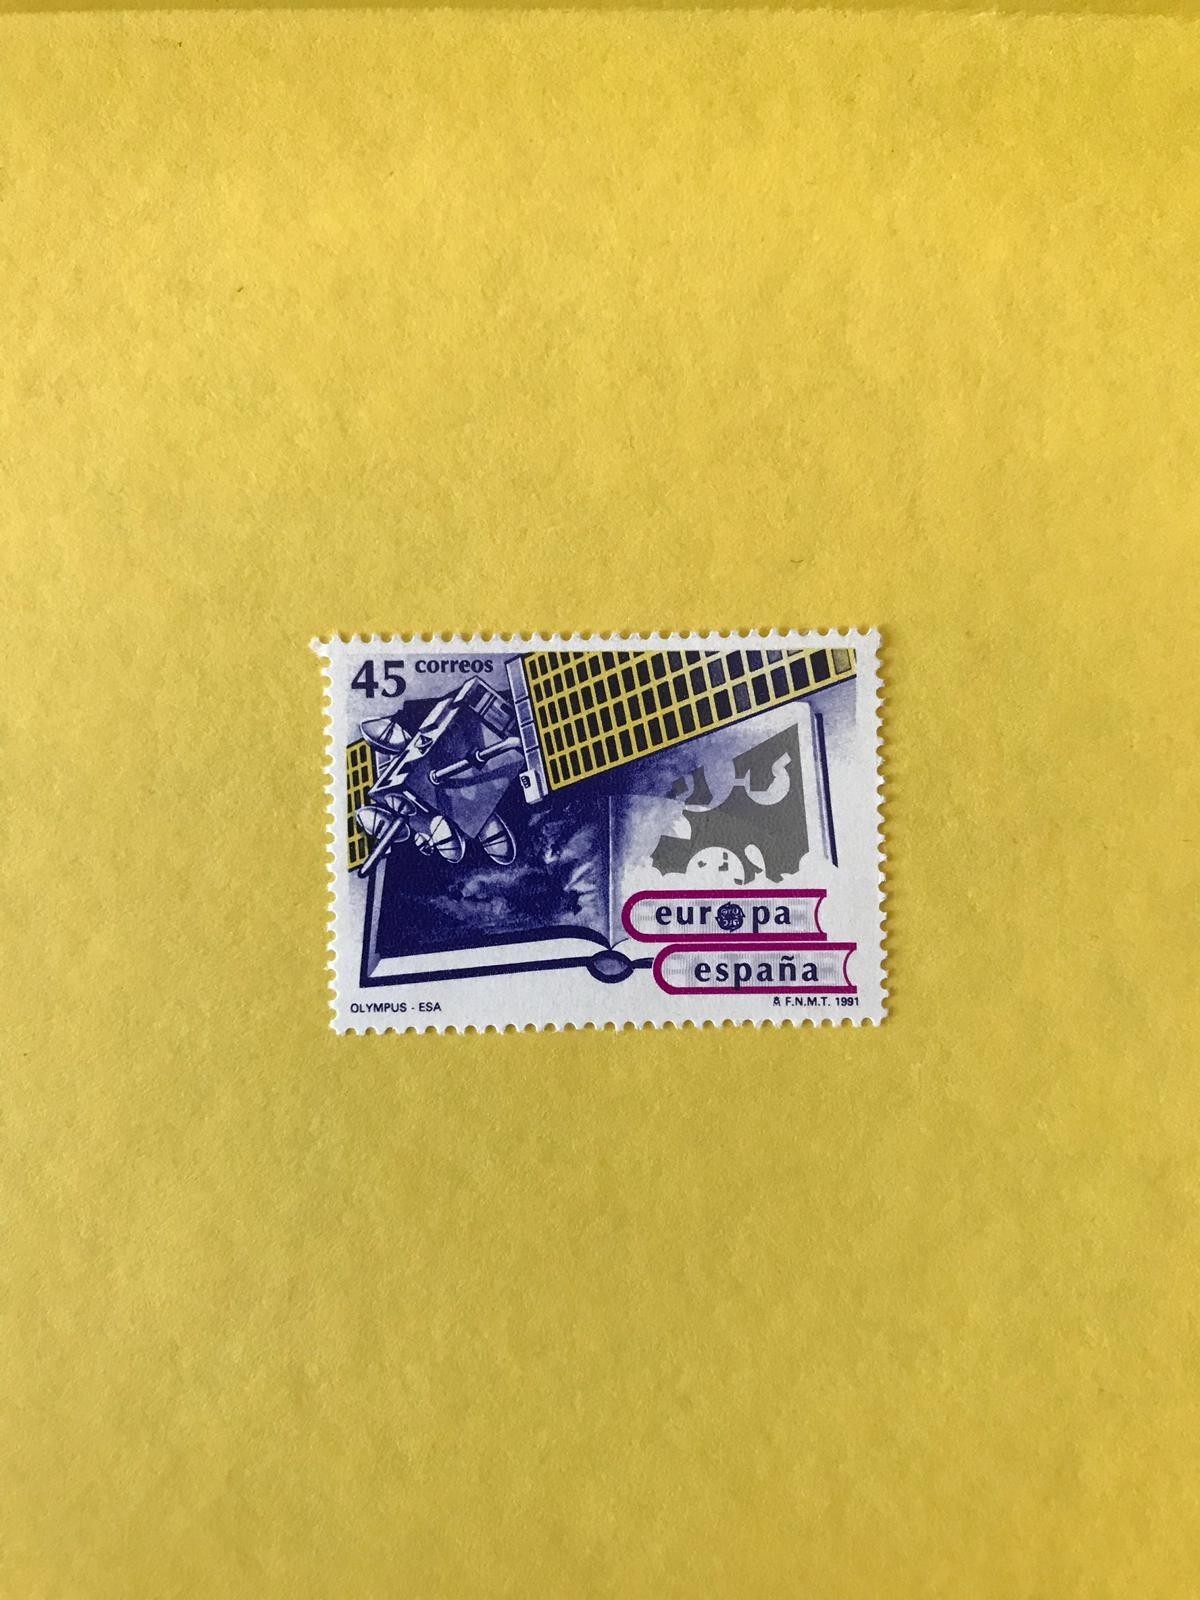 45 correos
europa
españa
OLYMPUS - ESA
F.N.M.T. 1991